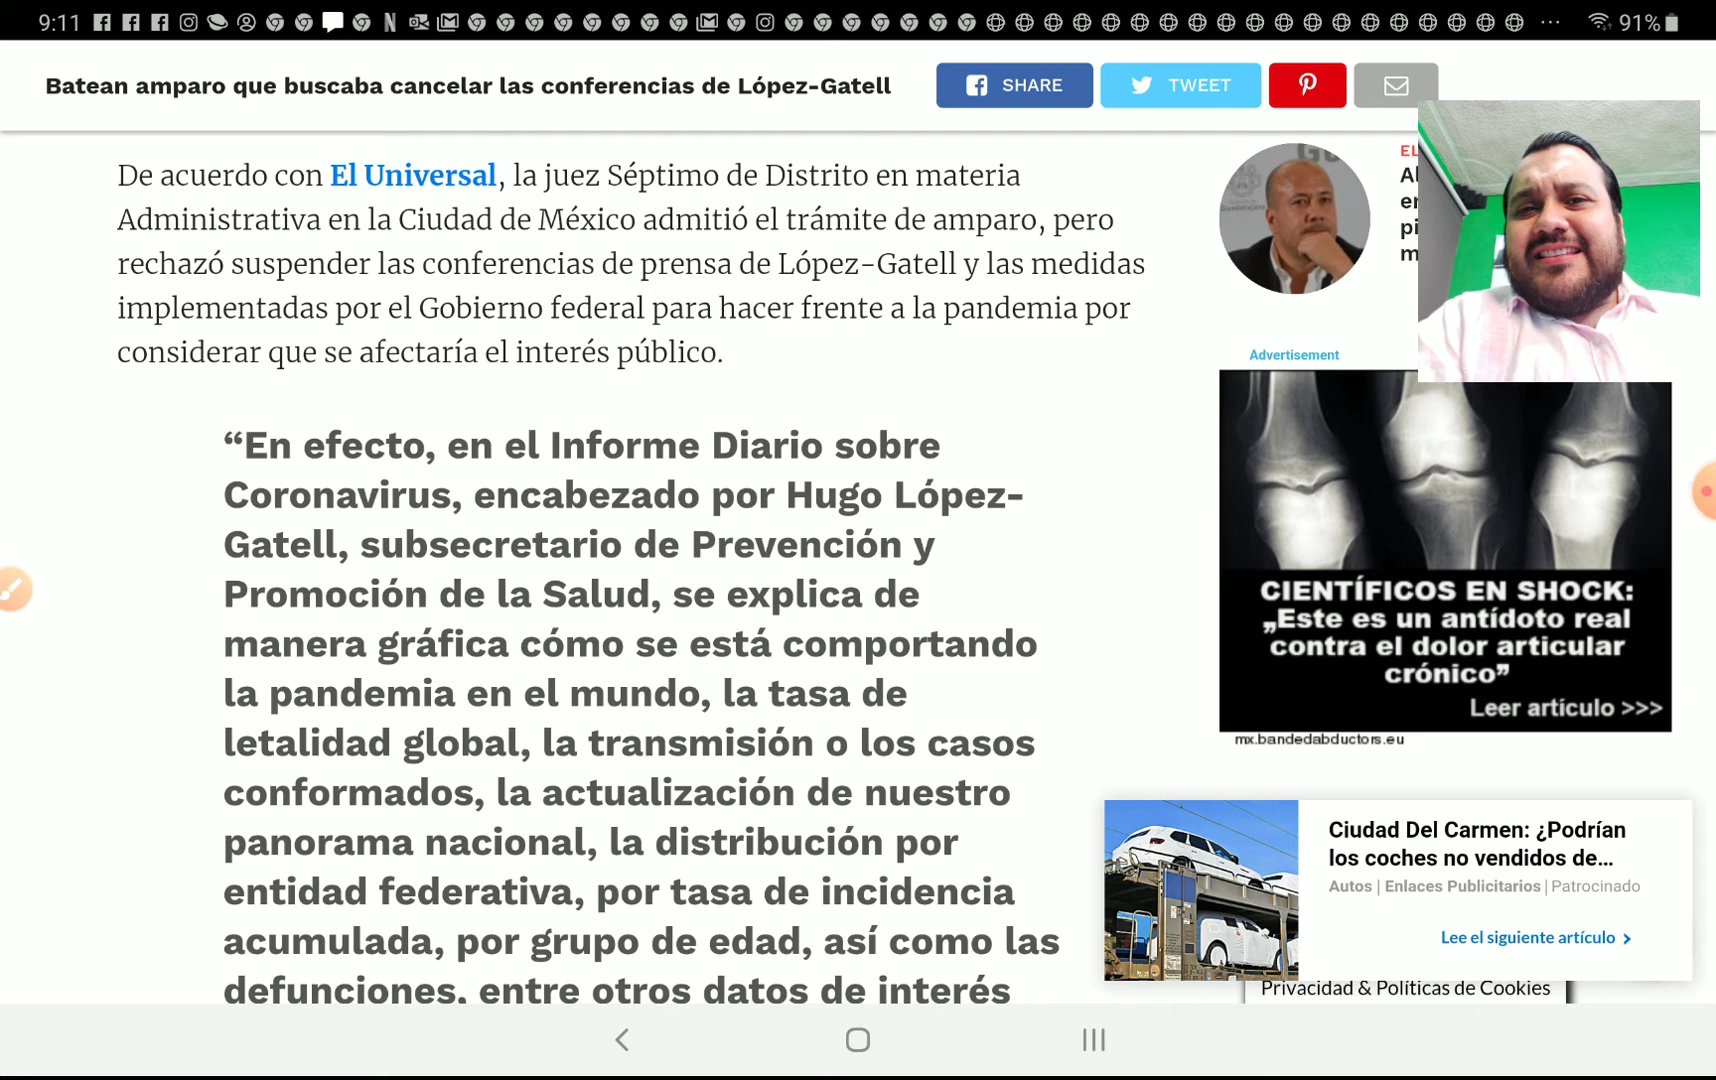 9:11
91%
Batean amparo que buscaba cancelar las conferencias de López-Gatell
SHARE
TWEET
De acuerdo con El Universal, la juez Séptimo de Distrito en materia
Administrativa en la Ciudad de México admitió el trámite de amparo, pero
rechazó suspender las conferencias de prensa de López-Gatell y las medidas
implementadas por el Gobierno federal para hacer frente a la pandemia por
considerar que se afectaría el interés público.
“En efecto, en el Informe Diario sobre
Coronavirus, encabezado por Hugo López-
Gatell, subsecretario de Prevención y
Promoción de la Salud, se explica de
manera gráfica cómo se está comportando
la pandemia en el mundo, la tasa de
letalidad global, la transmisión o los casos
conformados, la actualización de nuestro
panorama nacional, la distribución por
entidad federativa, por tasa de incidencia
acumulada, por grupo de edad, así como las
defunciones, entre otros datos de interés
EL
Advertisement
CIENTÍFICOS EN SHOCK:
„Este es un antídoto real
contra el dolor articular
crónico”
Leer artículo >>>
mx.bandedabductors.eu
Ciudad Del Carmen: ¿Podrían
los coches no vendidos de...
Autos | Enlaces Publicitarios | Patrocinado
Lee el siguiente artículo >
Privacidad & Políticas de Cookies